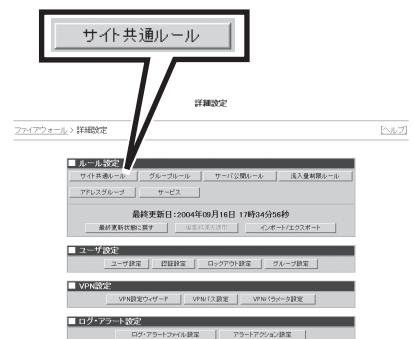 サイト共通ルール
詳細設定
ファイアウォール > 詳細設定 [ヘルプ]
■ ルール設定
サイト共通ルール グループルール サーバ公開ルール 流入量制限ルール
アドレスグループ サービス
最終更新日:2004年09月16日 17時34分56秒
最終更新状態に戻す 編集結果を適用 インポート/エクスポート
■ ユーザ設定
ユーザ設定 認証設定 ロックアウト設定 グループ設定
■ VPN設定
VPN設定ウィザード VPNパス設定 VPNパラメータ設定
■ ログ・アラート設定
ログ・アラートファイル設定 アラートアクション設定